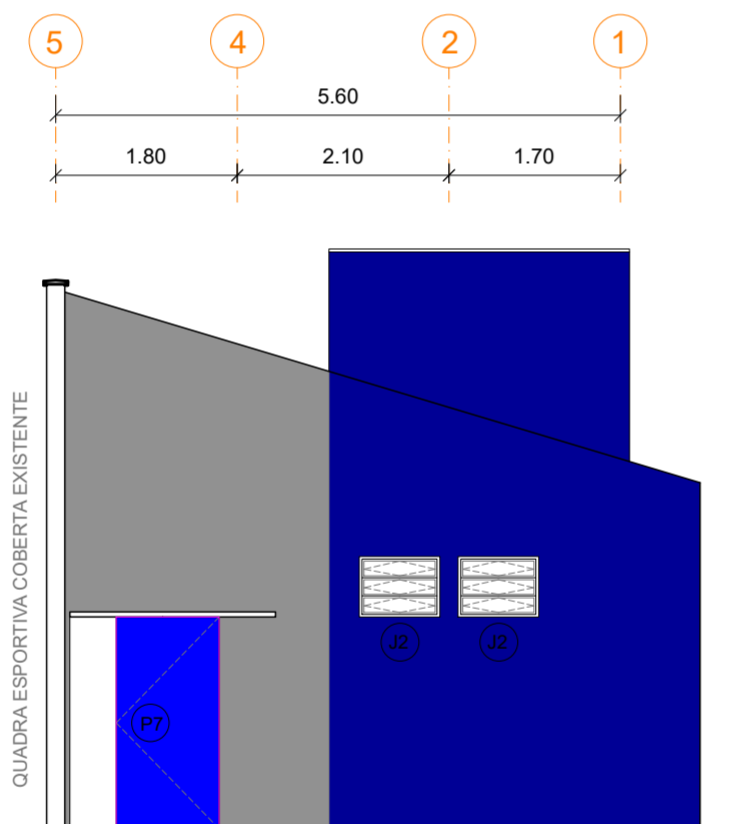 5 4 2 1
5.60
1.80 2.10 1.70
QUADRA ESPORTIVA COBERTA EXISTENTE
J2 J2
P7